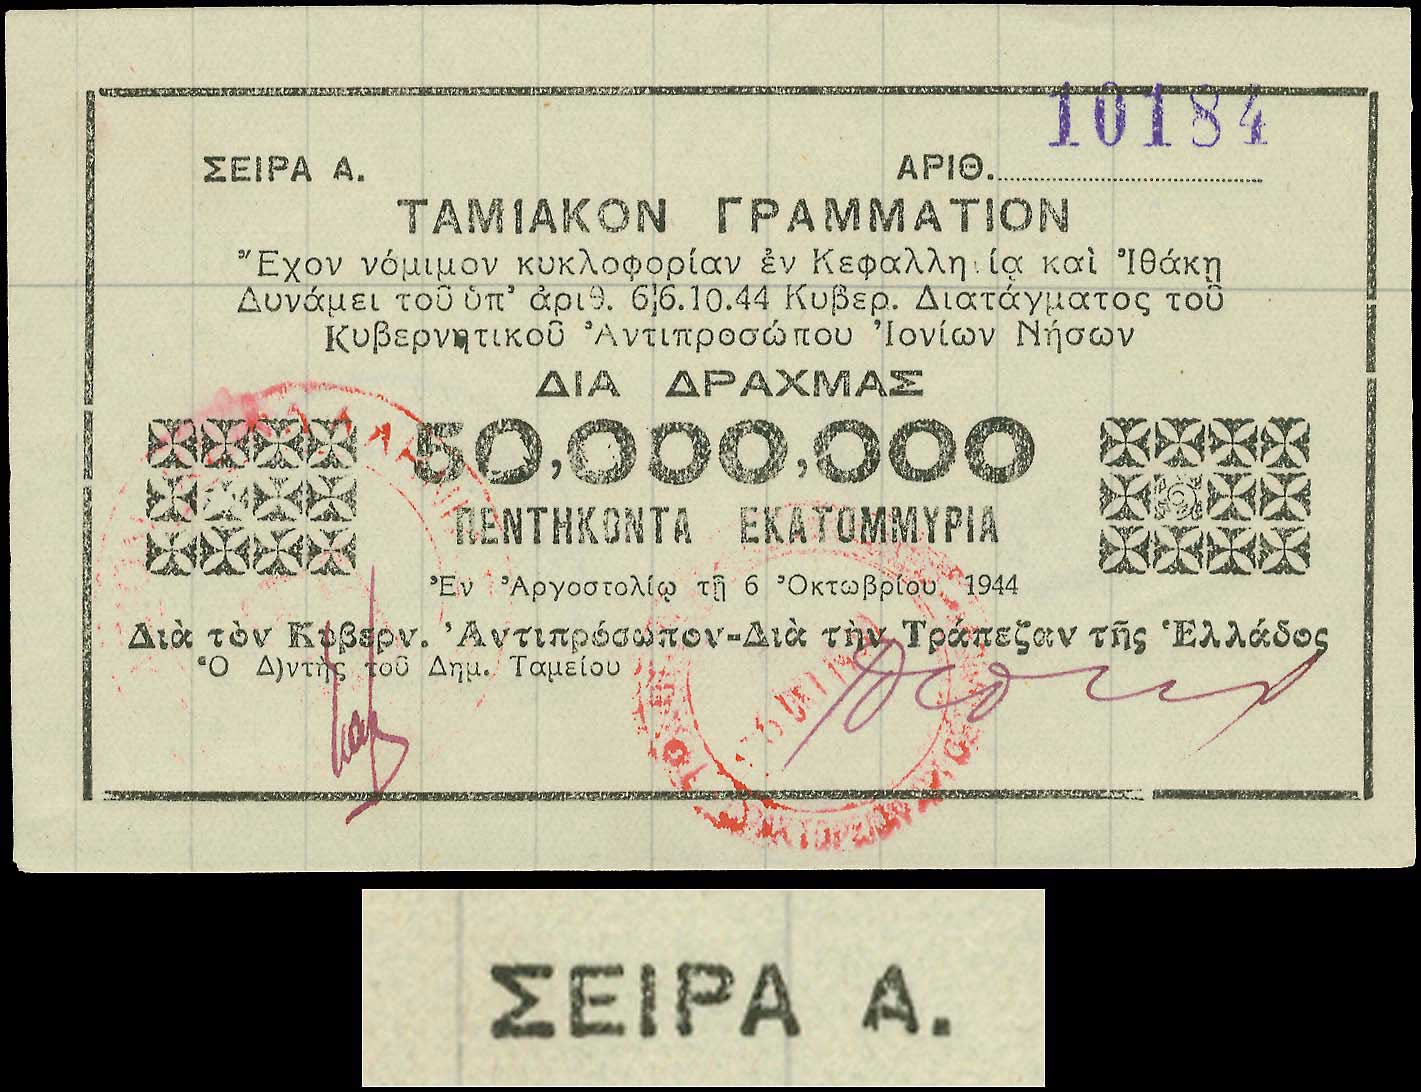 10184
ΣΕΙΡΑ Α. ΑΡΙΘ.
ΤΑΜΙΑΚΟΝ ΓΡΑΜΜΑΤΙΟΝ
Ἔχον νόμιμον κυκλοφορίαν ἐν Κεφαλλη ίᾳ καὶ Ἰθάκῃ
Δυνάμει τοῦ ὑπ' ἀριθ. 6)6.10.44 Κυβερ. Διατάγματος τοῦ
Κυβερνητικοῦ Ἀντιπροσώπου Ἰονίων Νήσων
ΔΙΑ ΔΡΑΧΜΑΣ
50,000,000
ΠΕΝΤΗΚΟΝΤΑ ΕΚΑΤΟΜΜΥΡΙΑ
Ἐν Ἀργοστολίῳ τῇ 6 Ὀκτωβρίου 1944
Διὰ τὸν Κυβερν. Ἀντιπρόσωπον-Διὰ τὴν Τράπεζαν τῆς Ἑλλάδος
Ὁ Δ)ντὴς τοῦ Δημ. Ταμείου
ΣΕΙΡΑ Α.